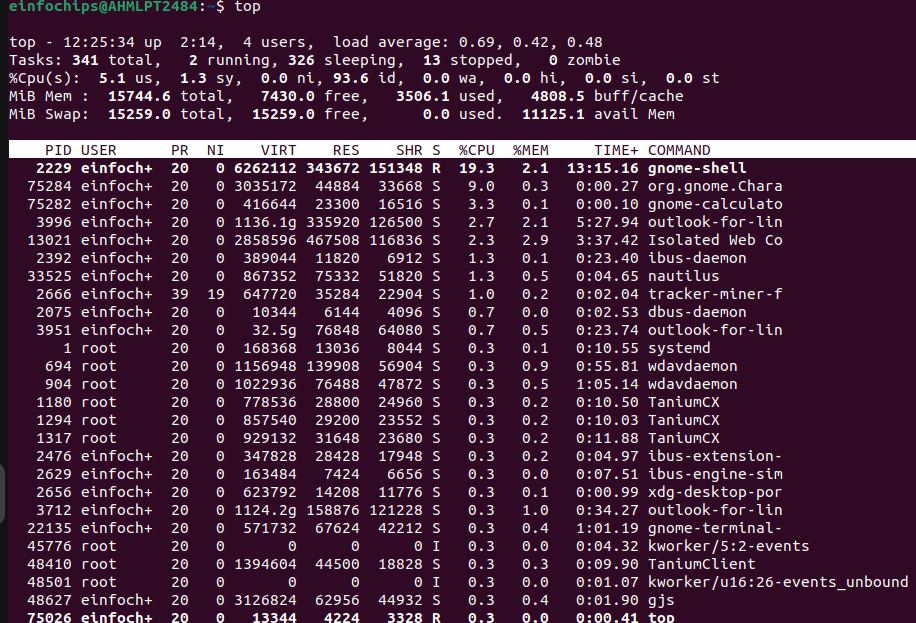 einfochips@AHMLPT2484:~$ top
top - 12:25:34 up  2:14,  4 users,  load average: 0.69, 0.42, 0.48
Tasks: 341 total,   2 running, 326 sleeping,  13 stopped,   0 zombie
%Cpu(s):  5.1 us,  1.3 sy,  0.0 ni, 93.6 id,  0.0 wa,  0.0 hi,  0.0 si,  0.0 st
MiB Mem :  15744.6 total,   7430.0 free,   3506.1 used,   4808.5 buff/cache
MiB Swap:  15259.0 total,  15259.0 free,      0.0 used.  11125.1 avail Mem
PID USER      PR  NI    VIRT    RES    SHR S  %CPU  %MEM     TIME+ COMMAND
2229 einfoch+  20   0 6262112 343672 151348 R  19.3   2.1  13:15.16 gnome-shell
75284 einfoch+  20   0 3035172  44884  33668 S   9.0   0.3   0:00.27 org.gnome.Chara
75282 einfoch+  20   0  416644  23300  16516 S   3.3   0.1   0:00.10 gnome-calculato
3996 einfoch+  20   0 1136.1g 335920 126500 S   2.7   2.1   5:27.94 outlook-for-lin
13021 einfoch+  20   0 2858596 467508 116836 S   2.3   2.9   3:37.42 Isolated Web Co
2392 einfoch+  20   0  389044  11820   6912 S   1.3   0.1   0:23.40 ibus-daemon
33525 einfoch+  20   0  867352  75332  51820 S   1.3   0.5   0:04.65 nautilus
2666 einfoch+  39  19  647720  35284  22904 S   1.0   0.2   0:02.04 tracker-miner-f
2075 einfoch+  20   0   10344   6144   4096 S   0.7   0.0   0:02.53 dbus-daemon
3951 einfoch+  20   0   32.5g  76848  64080 S   0.7   0.5   0:23.74 outlook-for-lin
1 root      20   0  168368  13036   8044 S   0.3   0.1   0:10.55 systemd
694 root      20   0 1156948 139908  56904 S   0.3   0.9   0:55.81 wdavdaemon
904 root      20   0 1022936  76488  47872 S   0.3   0.5   1:05.14 wdavdaemon
1180 root      20   0  778536  28800  24960 S   0.3   0.2   0:10.50 TaniumCX
1294 root      20   0  857540  29200  23552 S   0.3   0.2   0:10.03 TaniumCX
1317 root      20   0  929132  31648  23680 S   0.3   0.2   0:11.88 TaniumCX
2476 einfoch+  20   0  347828  28428  17948 S   0.3   0.2   0:04.97 ibus-extension-
2629 einfoch+  20   0  163484   7424   6656 S   0.3   0.0   0:07.51 ibus-engine-sim
2656 einfoch+  20   0  623792  14208  11776 S   0.3   0.1   0:00.99 xdg-desktop-por
3712 einfoch+  20   0 1124.2g 158876 121228 S   0.3   1.0   0:34.27 outlook-for-lin
22135 einfoch+  20   0  571732  67624  42212 S   0.3   0.4   1:01.19 gnome-terminal-
45776 root      20   0       0      0      0 I   0.3   0.0   0:04.32 kworker/5:2-events
48410 root      20   0 1394604  44500  18828 S   0.3   0.3   0:09.90 TaniumClient
48501 root      20   0       0      0      0 I   0.3   0.0   0:01.07 kworker/u16:26-events_unbound
48627 einfoch+  20   0 3126824  62956  44932 S   0.3   0.4   0:01.90 gjs
75026 einfoch+  20   0   13344   4224   3328 R   0.3   0.0   0:00.41 top